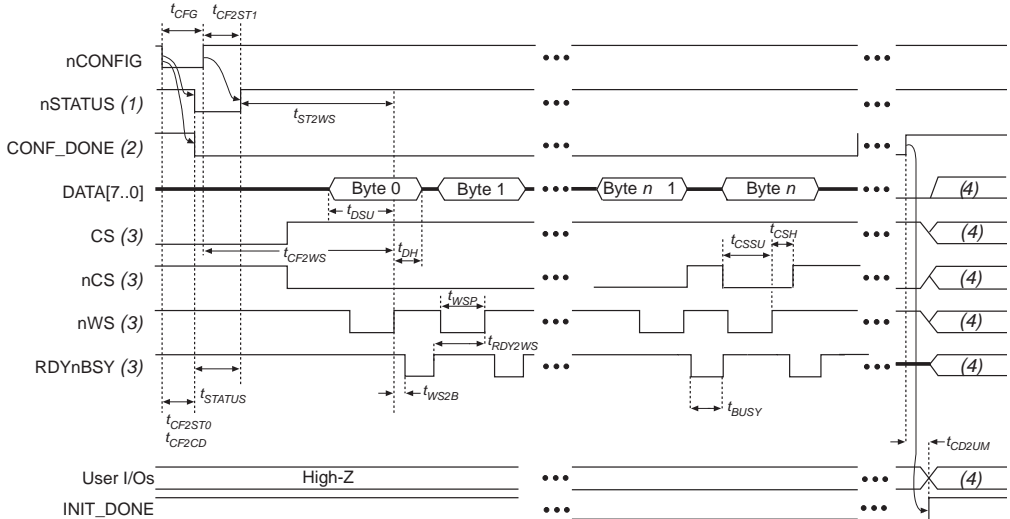 tCFG tCF2ST1
nCONFIG
nSTATUS (1)
tST2WS
CONF_DONE (2)
DATA[7..0] Byte 0 Byte 1 Byte n 1 Byte n (4)
tDSU
CS (3) tCF2WS tDH tCSSU tCSH (4)
nCS (3) (4)
tWSP
nWS (3) (4)
tRDY2WS
RDYnBSY (3) (4)
tSTATUS tWS2B tBUSY
tCF2ST0
tCF2CD
tCD2UM
User I/Os High-Z (4)
INIT_DONE